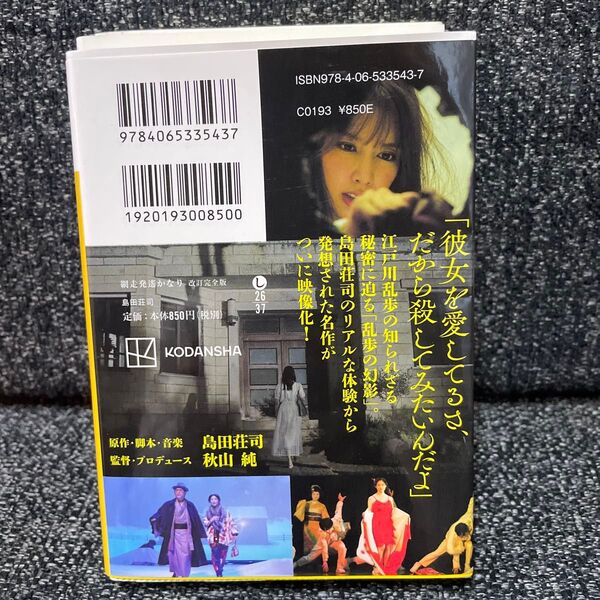 ISBN978-4-06-533543-7
C0193 ¥850E
9784065335437
1920193008500
「彼女を愛してるさ、
だから殺してみたいんだよ」
江戸川乱歩の知られざる
秘密に迫る「乱歩の幻影」。
島田荘司のリアルな体験から
発想された名作が
ついに映像化！
網走発遙かなり 改訂完全版
島田荘司
定価：本体850円(税別)
し
26
37
KODANSHA
原作・脚本・音楽 島田荘司
監督・プロデュース 秋山 純